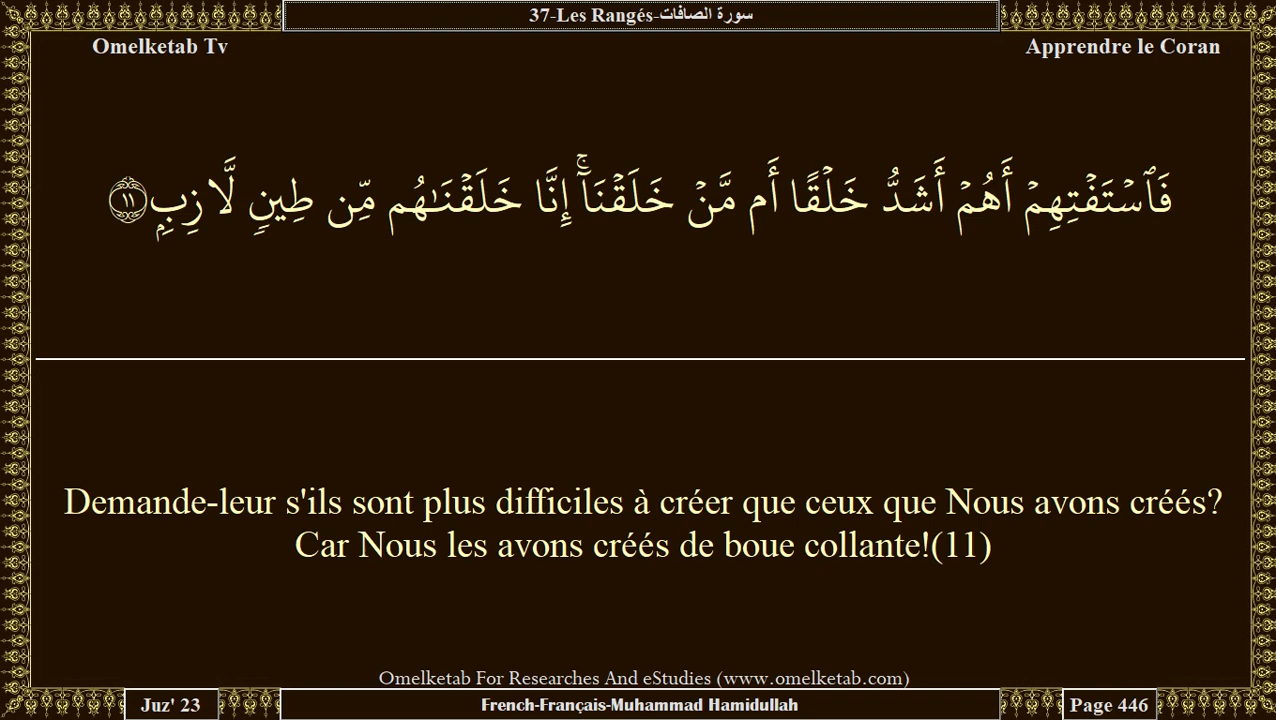 37-Les Rangés-سورة الصافات
Omelketab Tv
Apprendre le Coran
فَٱسۡتَفۡتِهِمۡ أَهُمۡ أَشَدُّ خَلۡقًا أَم مَّنۡ خَلَقۡنَآۚ إِنَّا خَلَقۡنَٰهُم مِّن طِينٖ لَّازِبِۭ ١١
Demande-leur s'ils sont plus difficiles à créer que ceux que Nous avons créés?
Car Nous les avons créés de boue collante!(11)
Omelketab For Researches And eStudies (www.omelketab.com)
Juz' 23
French-Français-Muhammad Hamidullah
Page 446